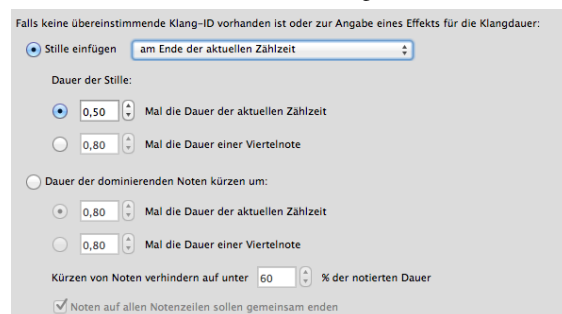 Falls keine übereinstimmende Klang-ID vorhanden ist oder zur Angabe eines Effekts für die Klangdauer:
Stille einfügen am Ende der aktuellen Zählzeit
Dauer der Stille:
0,50 Mal die Dauer der aktuellen Zählzeit
0,80 Mal die Dauer einer Viertelnote
Dauer der dominierenden Noten kürzen um:
0,80 Mal die Dauer der aktuellen Zählzeit
0,80 Mal die Dauer einer Viertelnote
Kürzen von Noten verhindern auf unter 60 % der notierten Dauer
Noten auf allen Notenzeilen sollen gemeinsam enden